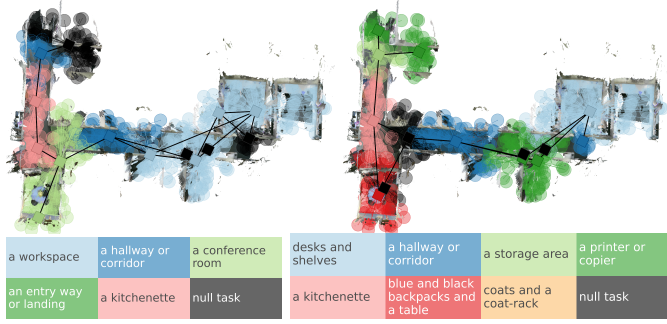 a workspace
a hallway or
corridor
a conference
room
an entry way
or landing
a kitchenette
null task
desks and
shelves
a hallway or
corridor
a storage area
a printer or
copier
a kitchenette
blue and black
backpacks and
a table
coats and a
coat-rack
null task